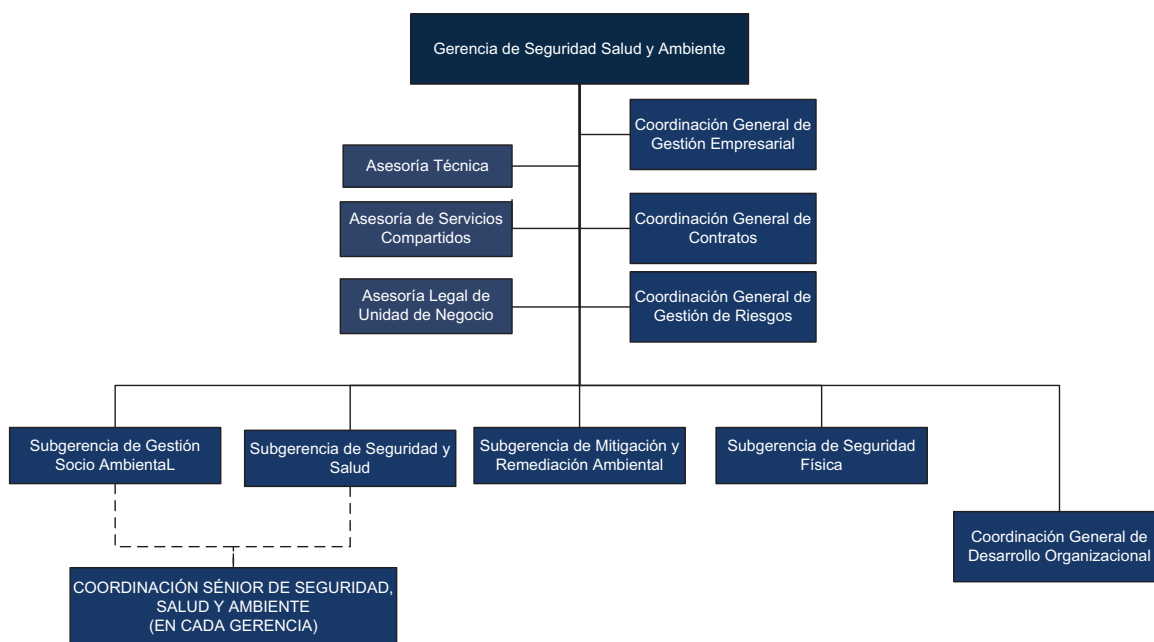 Gerencia de Seguridad Salud y Ambiente
Coordinación General de
Gestión Empresarial
Asesoría Técnica
Asesoría de Servicios
Compartidos
Coordinación General de
Contratos
Asesoría Legal de
Unidad de Negocio
Coordinación General de
Gestión de Riesgos
Subgerencia de Gestión
Socio AmbientaL
Subgerencia de Seguridad y
Salud
Subgerencia de Mitigación y
Remediación Ambiental
Subgerencia de Seguridad
Física
Coordinación General de
Desarrollo Organizacional
COORDINACIÓN SÉNIOR DE SEGURIDAD,
SALUD Y AMBIENTE
(EN CADA GERENCIA)